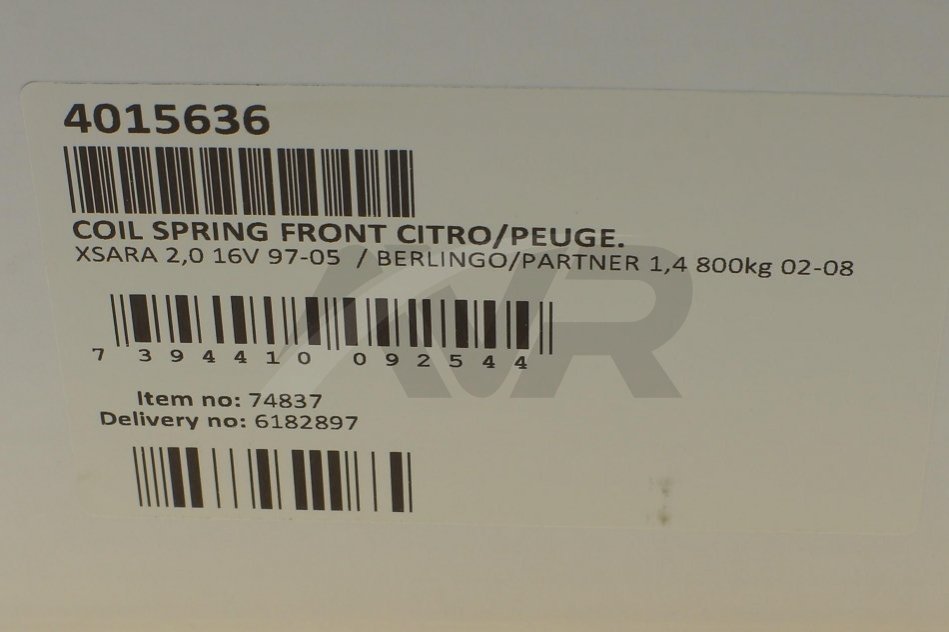 4015636
COIL SPRING FRONT CITRO/PEUGE.
XSARA 2,0 16V 97-05 / BERLINGO/PARTNER 1,4 800kg 02-08
7 394410 092544
Item no: 74837
Delivery no: 6182897
AVR